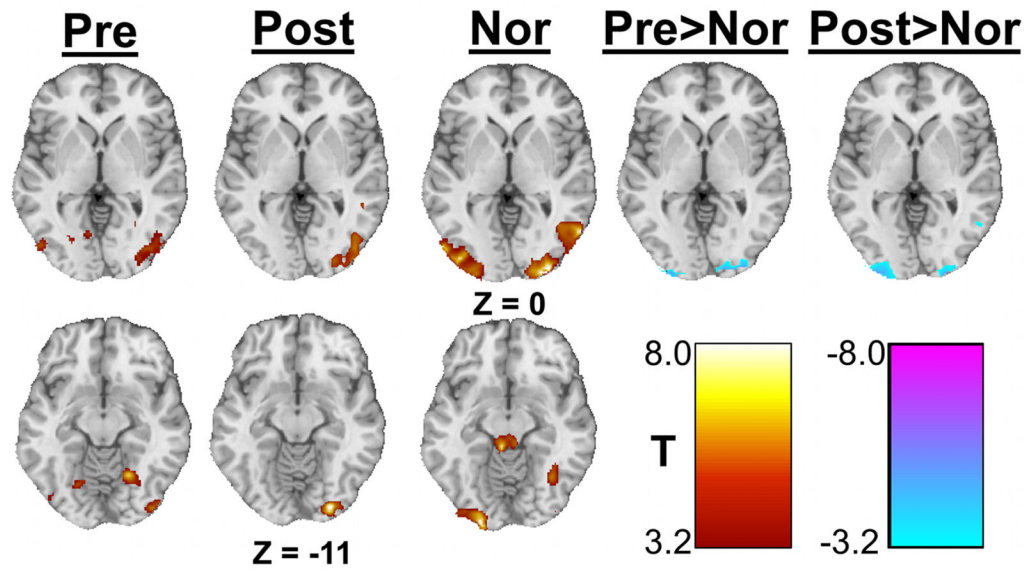 Pre Post Nor Pre>Nor Post>Nor
Z = 0
8.0 -8.0
T
3.2 -3.2
Z = -11